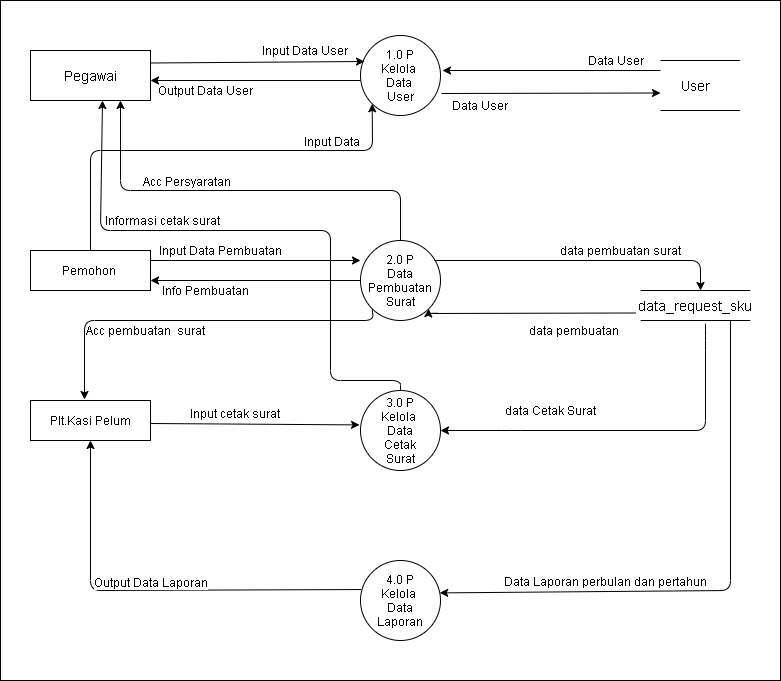 Input Data User
1.0 P
Kelola
Data
User
Data User
Pegawai
User
Output Data User
Data User
Input Data
Acc Persyaratan
Informasi cetak surat
Input Data Pembuatan
2.0 P
Data
Pembuatan
Surat
data pembuatan surat
Pemohon
Info Pembuatan
data_request_sku
Acc pembuatan  surat
data pembuatan
Plt.Kasi Pelum
Input cetak surat
3.0 P
Kelola
Data
Cetak
Surat
data Cetak Surat
Output Data Laporan
4.0 P
Kelola
Data
Laporan
Data Laporan perbulan dan pertahun